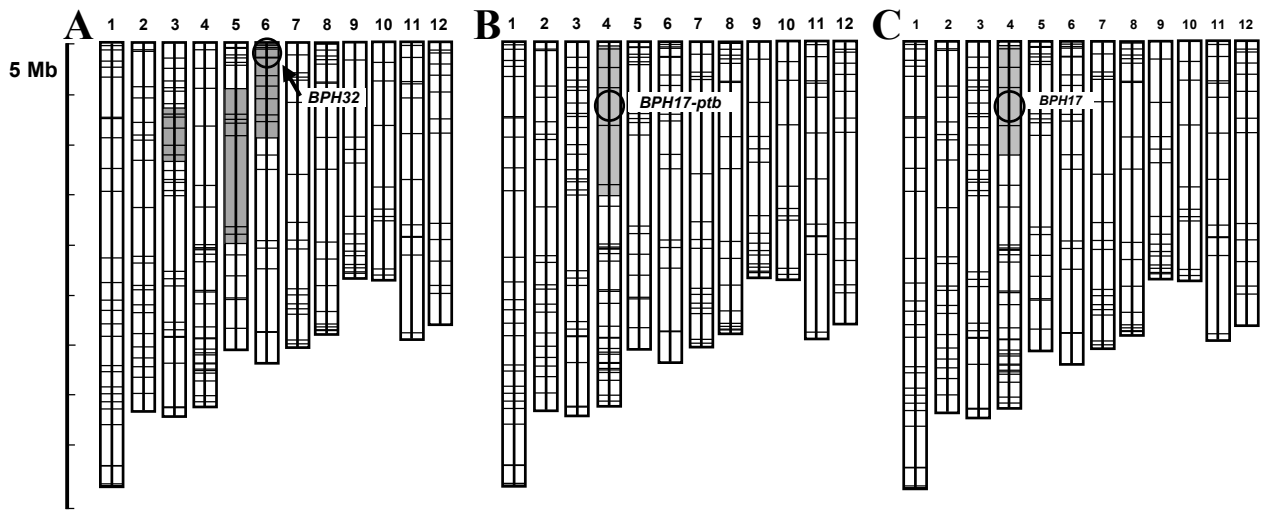 A 1 2 3 4 5 6 7 8 9 10 11 12
B 1 2 3 4 5 6 7 8 9 10 11 12
C 1 2 3 4 5 6 7 8 9 10 11 12
5 Mb
BPH32
BPH17-ptb
BPH17